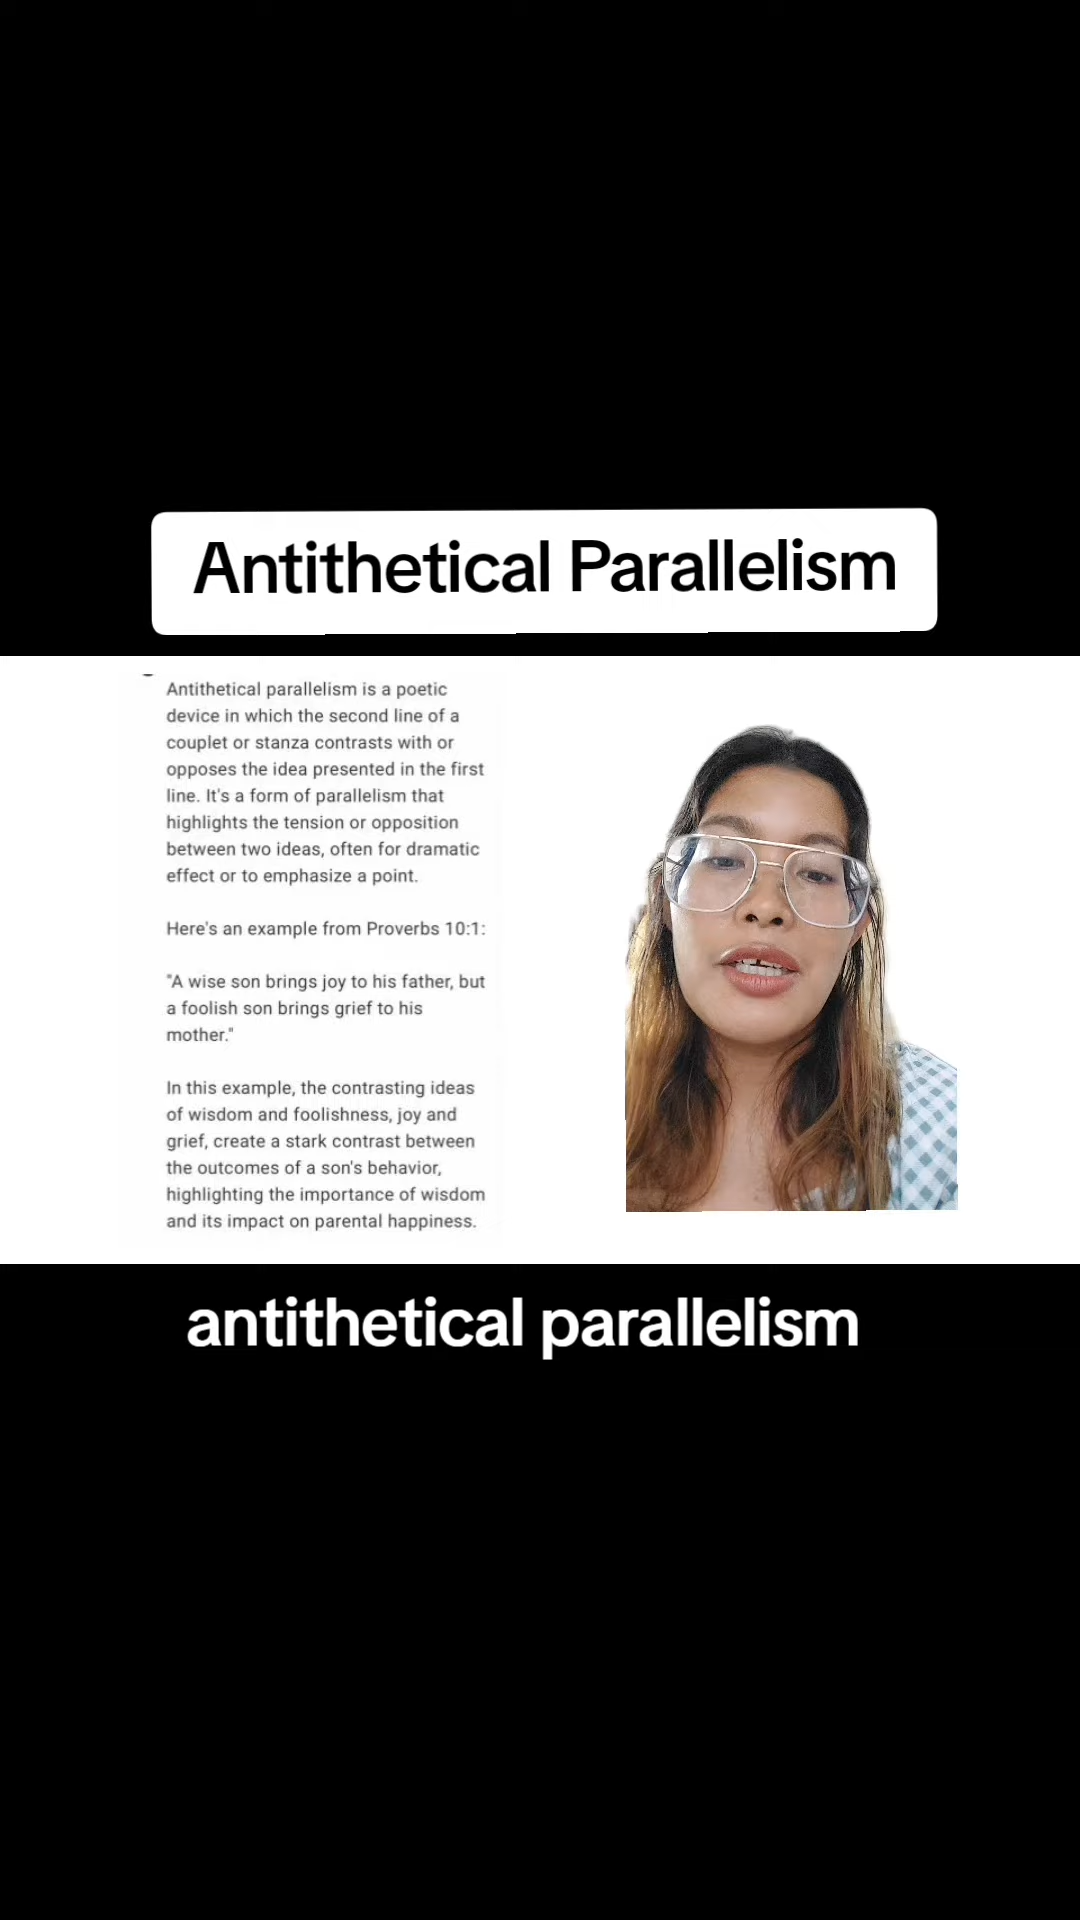 Antithetical Parallelism
Antithetical parallelism is a poetic
device in which the second line of a
couplet or stanza contrasts with or
opposes the idea presented in the first
line. It's a form of parallelism that
highlights the tension or opposition
between two ideas, often for dramatic
effect or to emphasize a point.
Here's an example from Proverbs 10:1:
"A wise son brings joy to his father, but
a foolish son brings grief to his
mother."
In this example, the contrasting ideas
of wisdom and foolishness, joy and
grief, create a stark contrast between
the outcomes of a son's behavior,
highlighting the importance of wisdom
and its impact on parental happiness.
antithetical parallelism